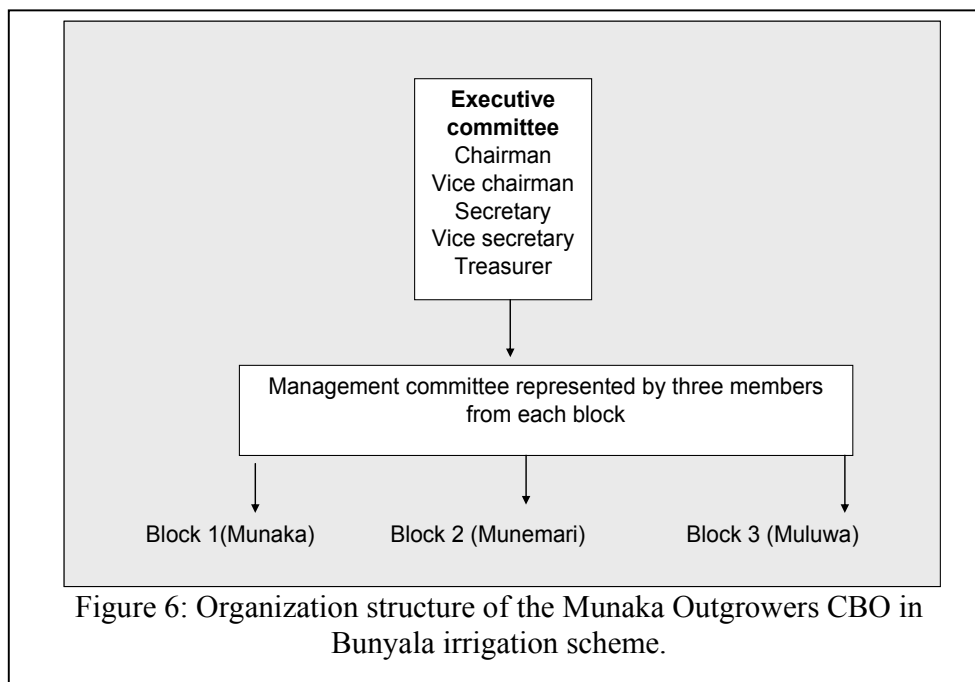 Executive
committee
Chairman
Vice chairman
Secretary
Vice secretary
Treasurer
Management committee represented by three members
from each block
Block 1(Munaka) Block 2 (Munemari) Block 3 (Muluwa)
Figure 6: Organization structure of the Munaka Outgrowers CBO in
Bunyala irrigation scheme.